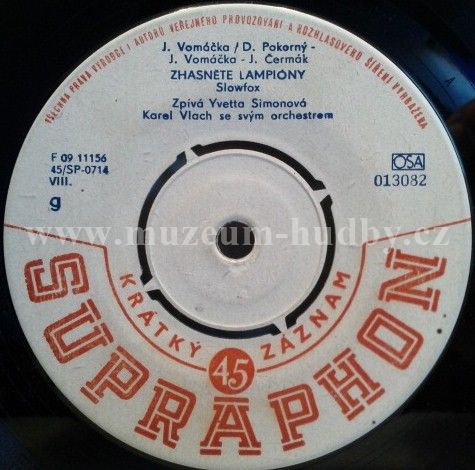 VŠECHNA PRÁVA VÝROBCE I AUTORŮ VEŘEJNÉHO PROVOZOVÁNÍ A ROZHLASOVÉHO ŠÍŘENÍ VYHRAŽENA
J. Vomáčka / D. Pokorný -
J. Vomáčka - J. Čermák
ZHASNĚTE LAMPIÓNY
Slowfox
Zpívá Yvetta Simonová
Karel Vlach se svým orchestrem
F 09 11156
45/SP-0714
VIII.
g
OSA
013082
www.muzeum-hudby.cz
KRÁTKÝ 45 ZÁZNAM
SUPRAPHON